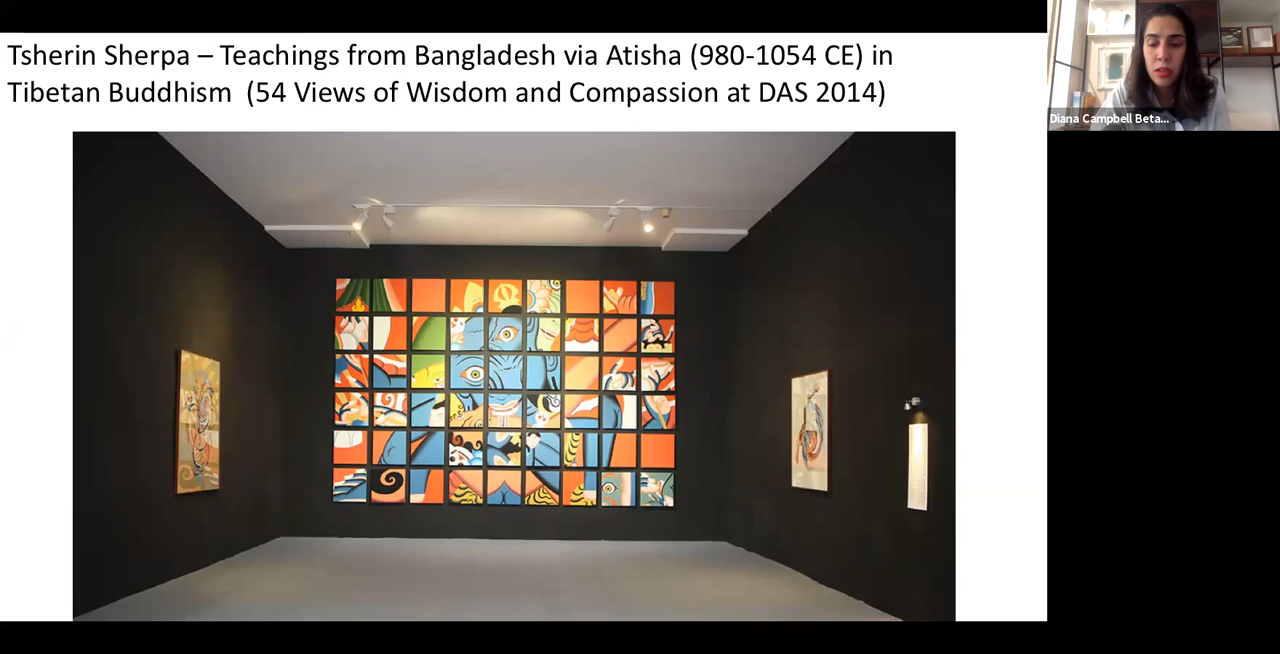 Tsherin Sherpa – Teachings from Bangladesh via Atisha (980-1054 CE) in
Tibetan Buddhism  (54 Views of Wisdom and Compassion at DAS 2014)
Diana Campbell Beta...